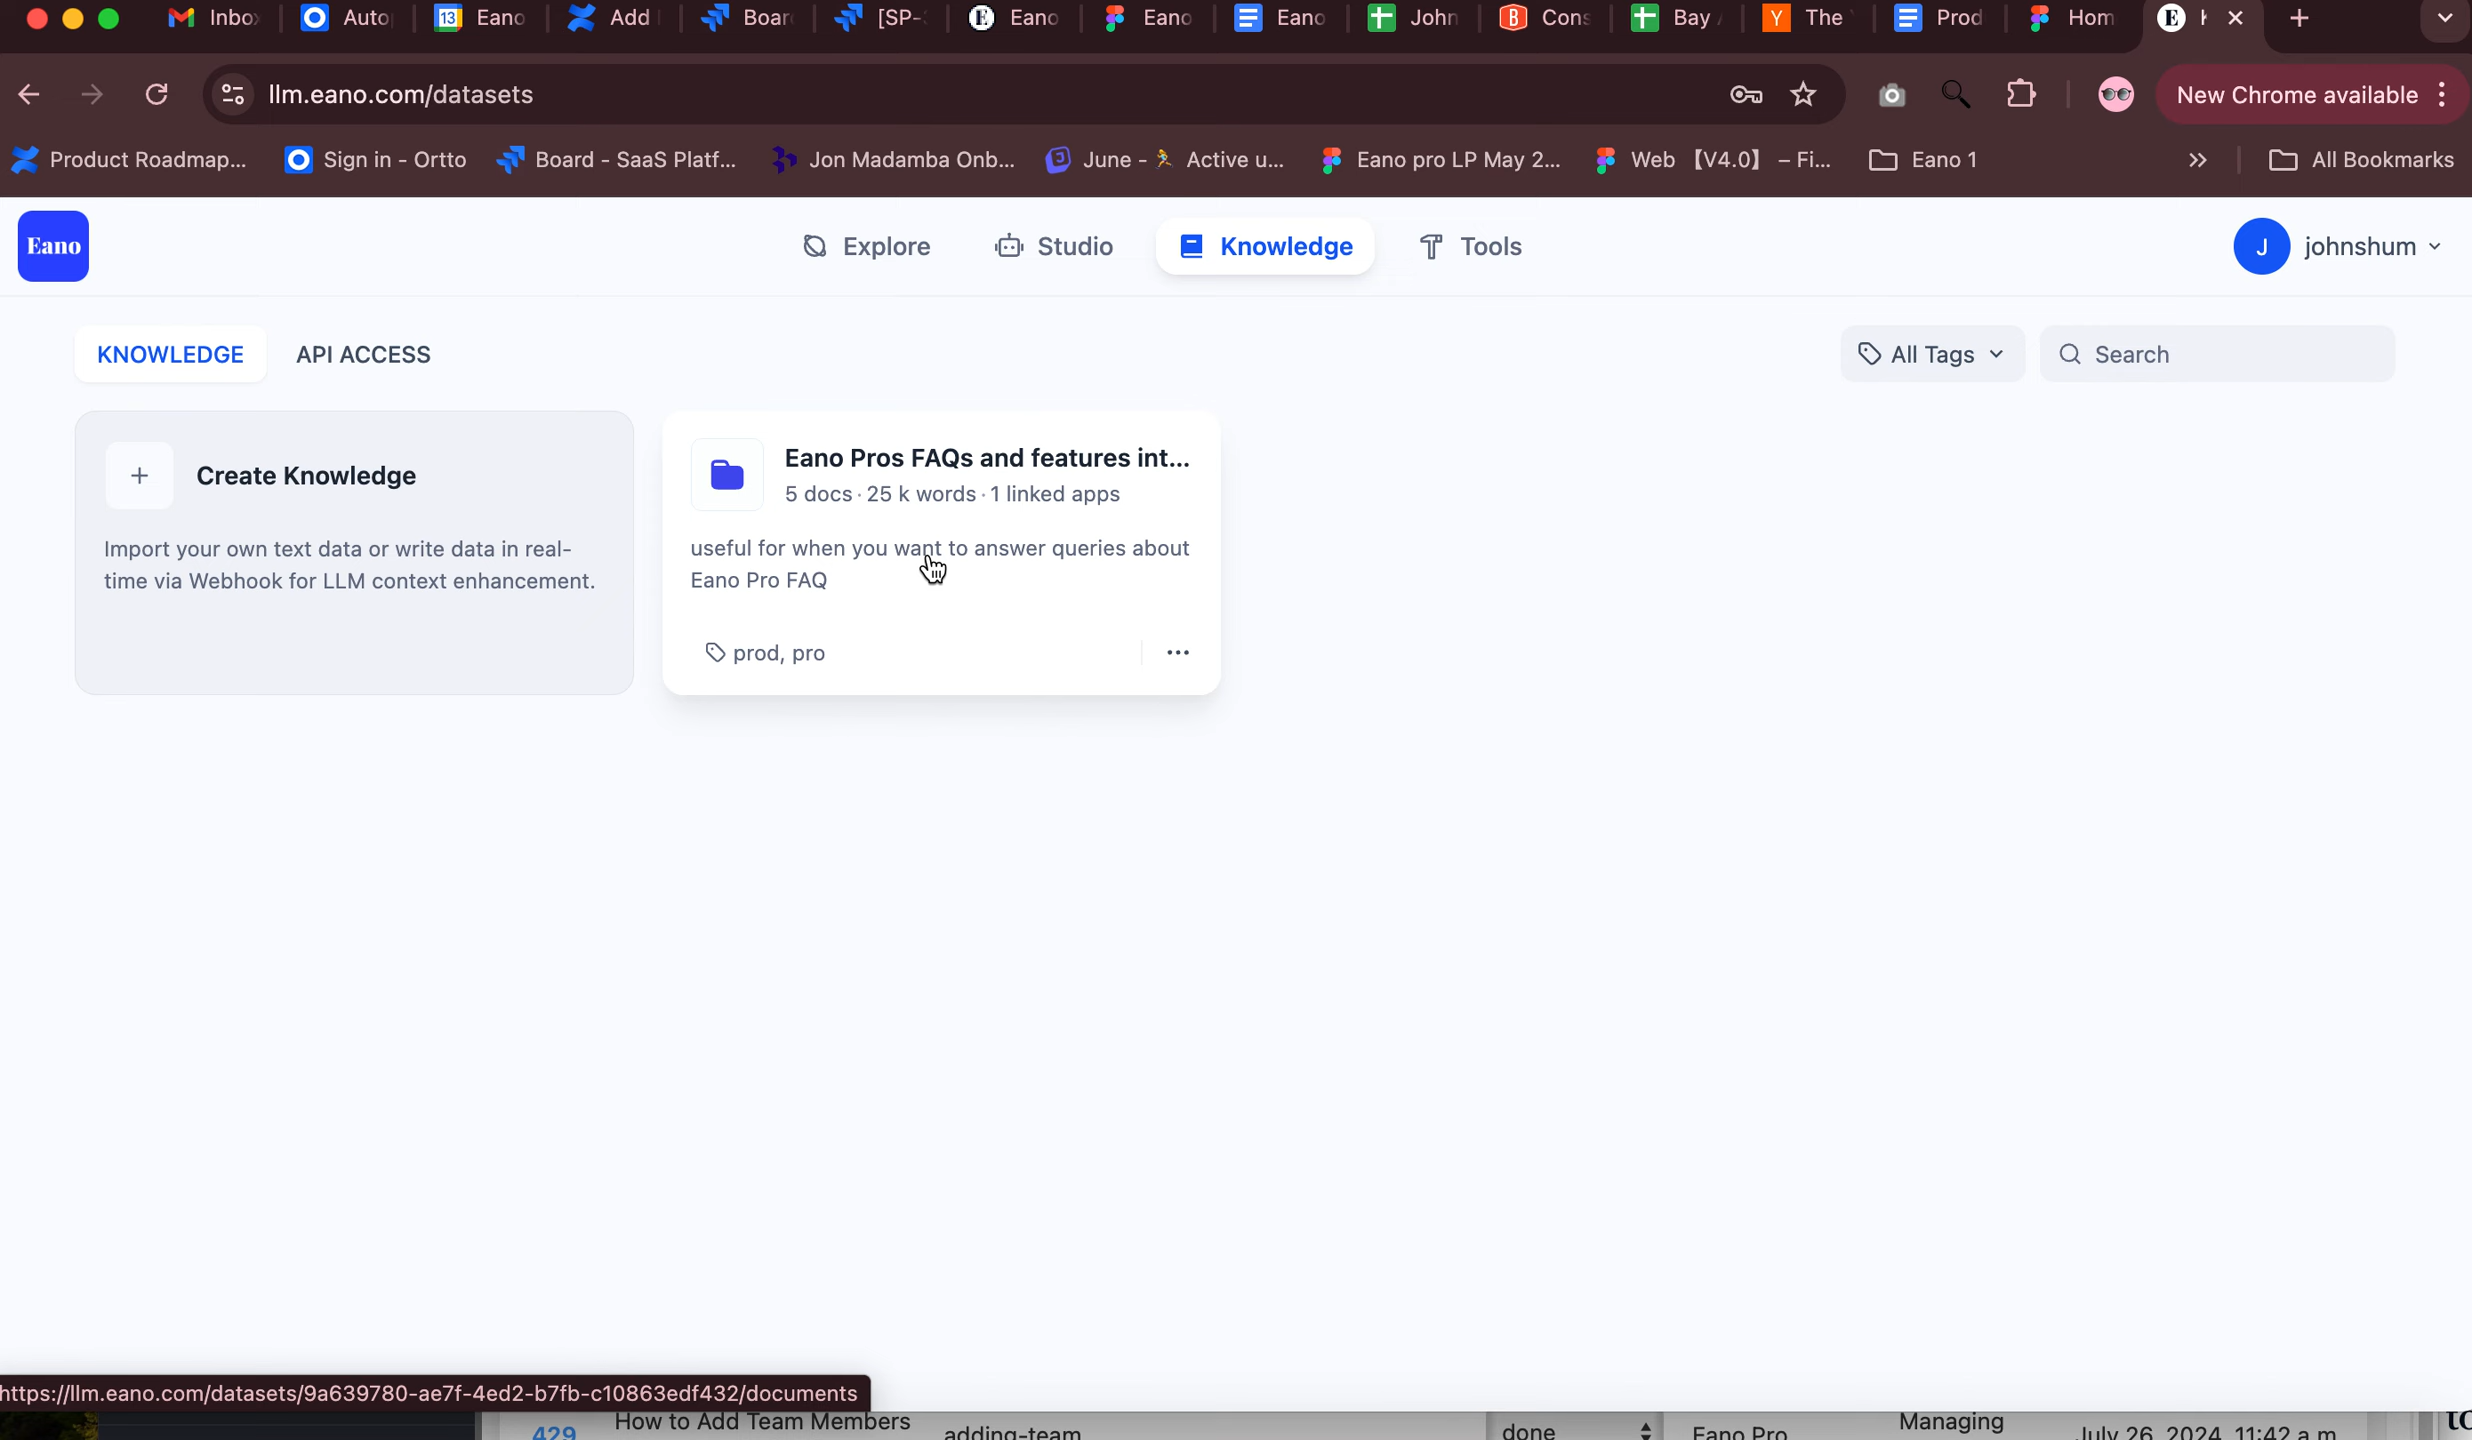 Inbo Auto 13 Eano Add Boar [SP- Eano Eano Eano John Cons Bay The Prod Hom
llm.eano.com/datasets New Chrome available
Product Roadmap... Sign in - Ortto Board - SaaS Platf... Jon Madamba Onb... June - 🏃 Active u... Eano pro LP May 2... Web 【V4.0】 – Fi... Eano 1 » All Bookmarks
Eano Explore Studio Knowledge Tools J johnshum
KNOWLEDGE API ACCESS All Tags Search
Create Knowledge
Import your own text data or write data in real-
time via Webhook for LLM context enhancement.
Eano Pros FAQs and features int...
5 docs · 25 k words · 1 linked apps
useful for when you want to answer queries about
Eano Pro FAQ
prod, pro
https://llm.eano.com/datasets/9a639780-ae7f-4ed2-b7fb-c10863edf432/documents
429 How to Add Team Members adding-team done Eano Pro Managing July 26, 2024, 11:42 a.m.